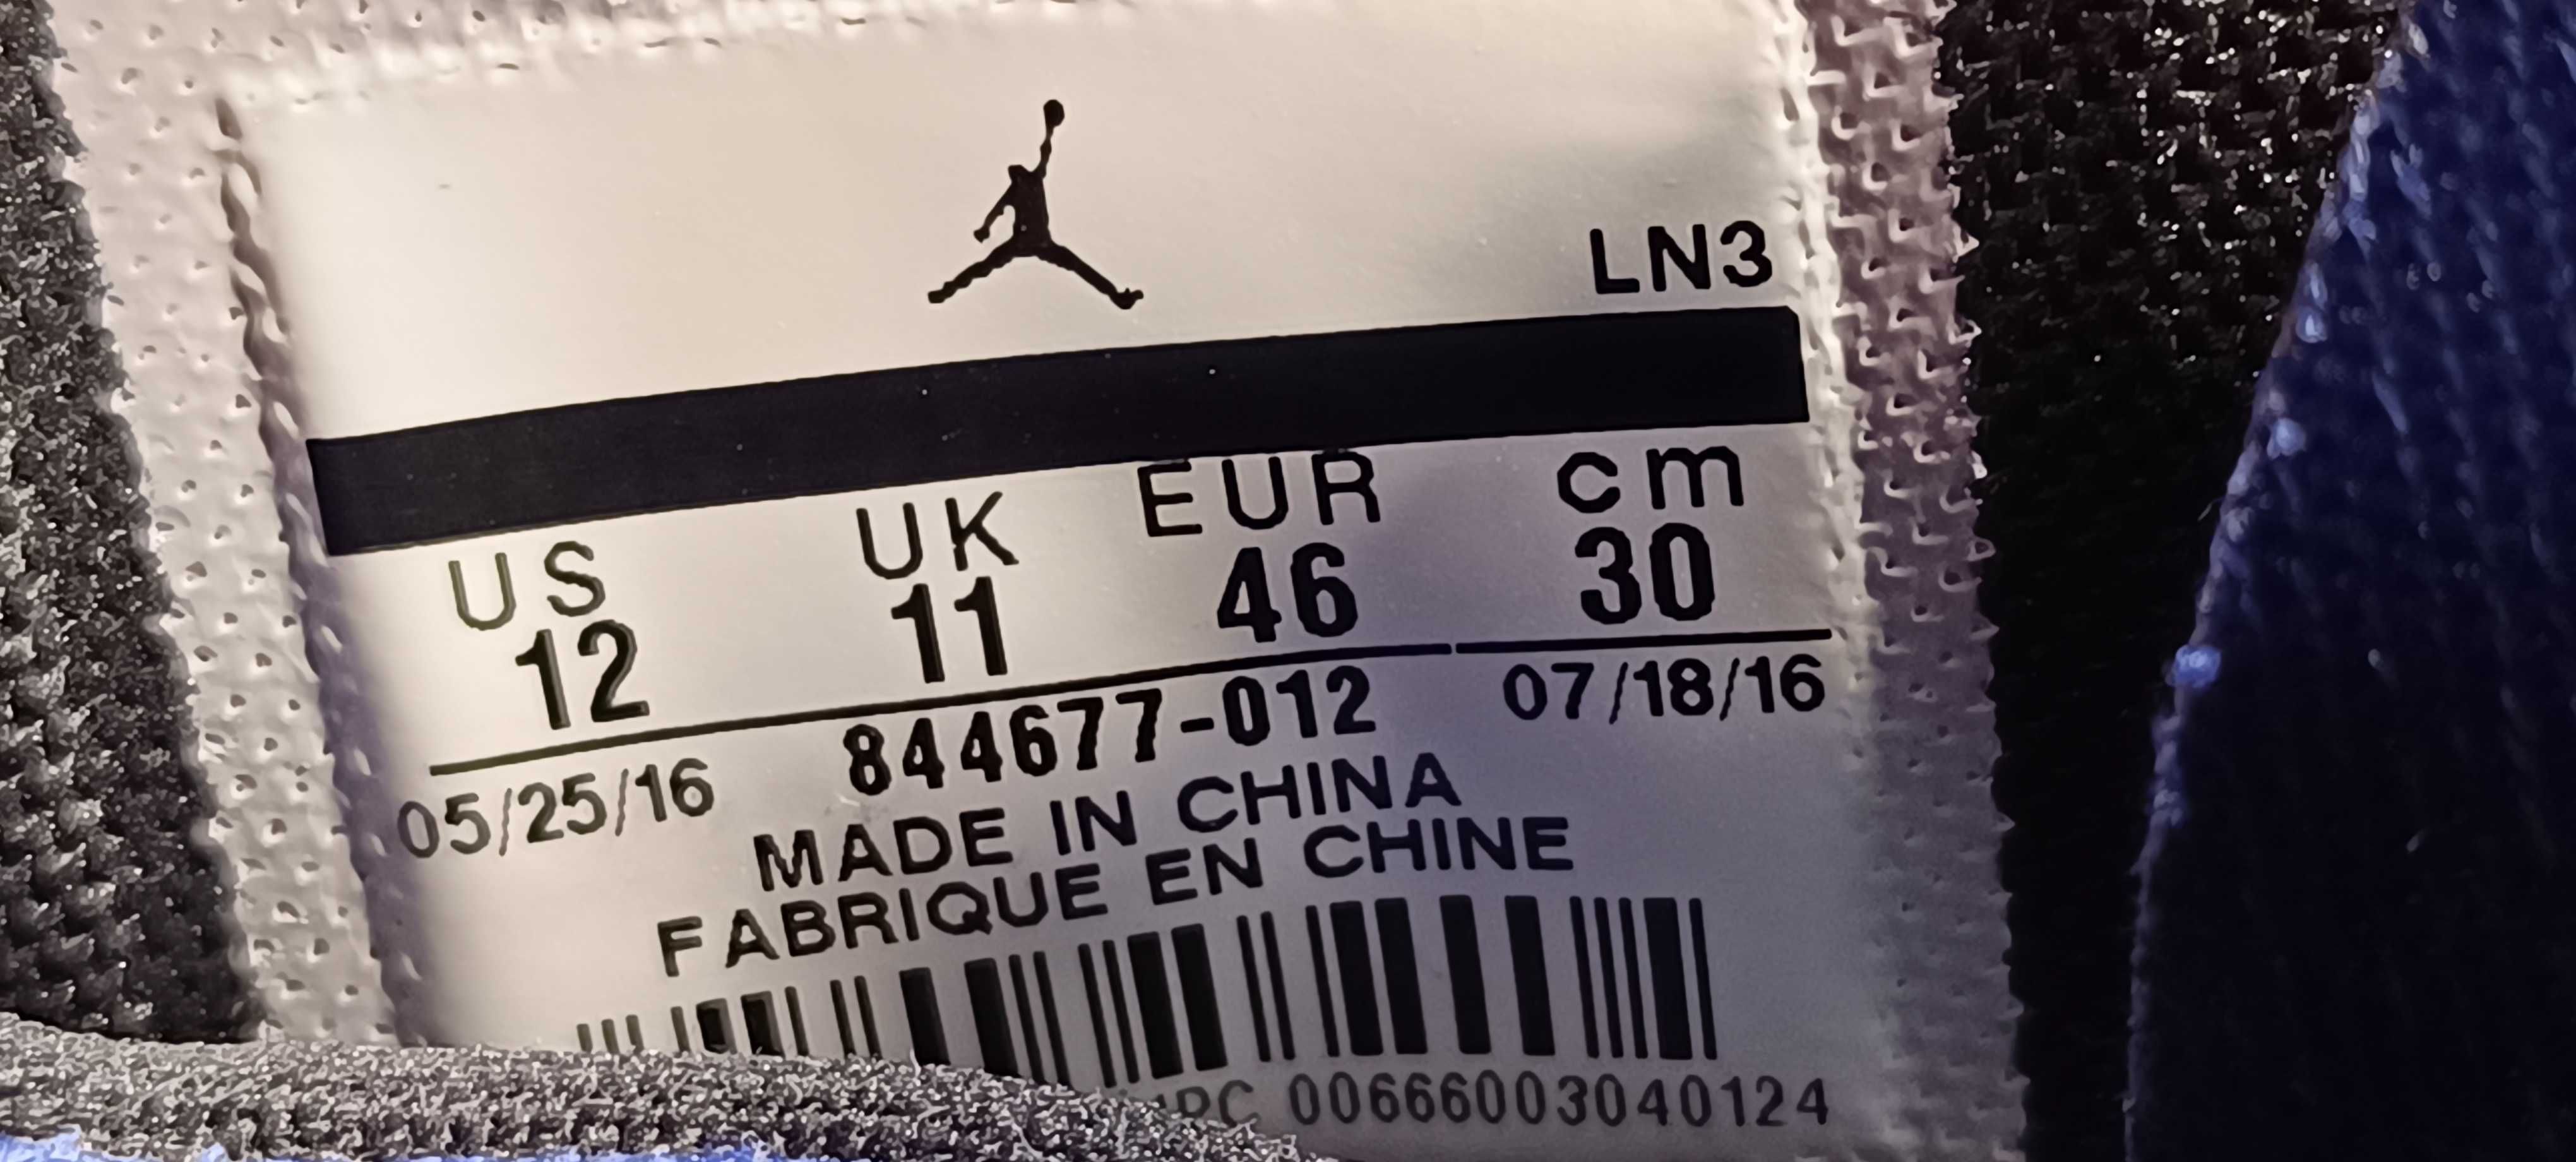 LN3
US UK EUR cm
12 11 46 30
05/25/16 844677-012 07/18/16
MADE IN CHINA
FABRIQUE EN CHINE
00666003040124